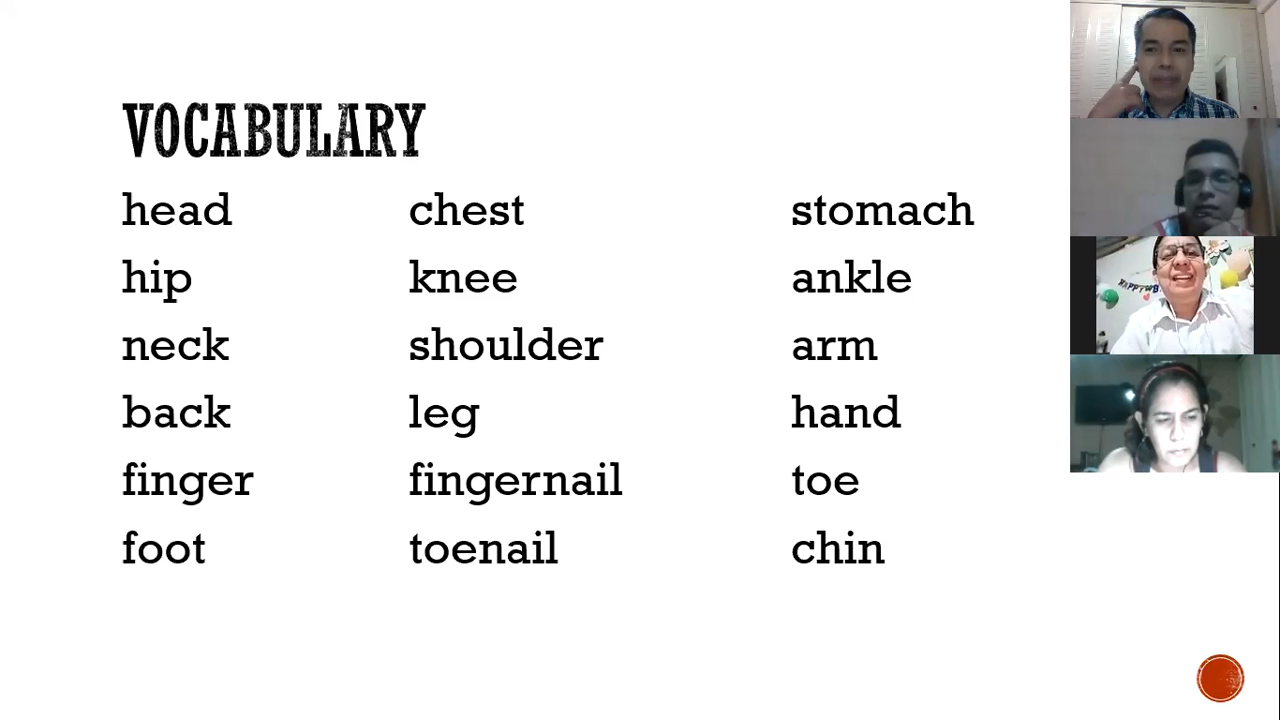 VOCABULARY
head chest stomach
hip knee ankle
neck shoulder arm
back leg hand
finger fingernail toe
foot toenail chin